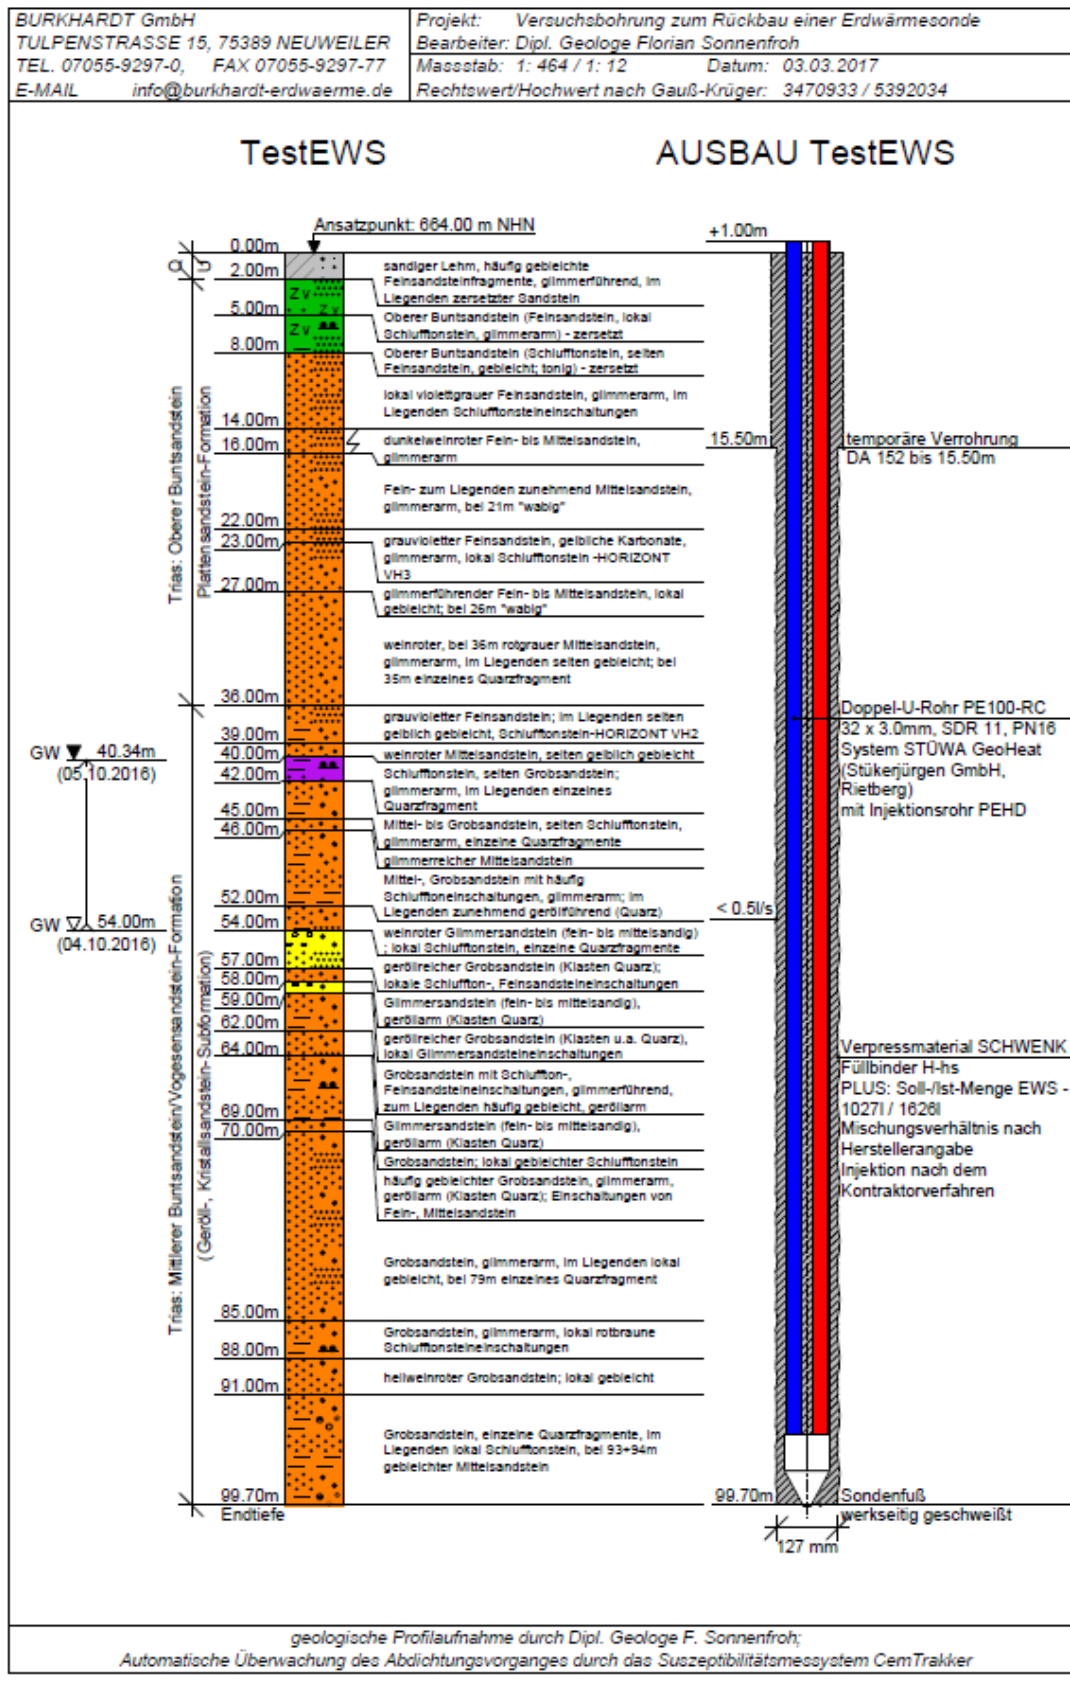 BURKHARDT GmbH
TULPENSTRASSE 15, 75389 NEUWEILER
TEL. 07055-9297-0, FAX 07055-9297-77
E-MAIL info@burkhardt-erdwaerme.de
Projekt: Versuchsbohrung zum Rückbau einer Erdwärmesonde
Bearbeiter: Dipl. Geologe Florian Sonnenfroh
Massstab: 1: 464 / 1: 12 Datum: 03.03.2017
Rechtswert/Hochwert nach Gauß-Krüger: 3470933 / 5392034
TestEWS
Ansatzpunkt: 664.00 m NHN
Q
U
Trias: Oberer Buntsandstein
Plattensandstein-Formation
Trias: Mittlerer Buntsandstein/Vogesensandstein-Formation
(Geröll-, Kristallsandstein-Subformation)
GW 40.34m
(05.10.2016)
GW 54.00m
(04.10.2016)
0.00m
2.00m
5.00m
8.00m
14.00m
16.00m
22.00m
23.00m
27.00m
36.00m
39.00m
40.00m
42.00m
45.00m
46.00m
52.00m
54.00m
57.00m
58.00m
59.00m
62.00m
64.00m
69.00m
70.00m
85.00m
88.00m
91.00m
99.70m
Endtiefe
Z v
Z v
Z v
sandiger Lehm, häufig gebleichte
Feinsandsteinfragmente, glimmerführend, im
Liegenden zersetzter Sandstein
Oberer Buntsandstein (Feinsandstein, lokal
Schlufftonstein, glimmerarm) - zersetzt
Oberer Buntsandstein (Schlufftonstein, selten
Feinsandstein, gebleicht; tonig) - zersetzt
lokal violettgrauer Feinsandstein, glimmerarm, im
Liegenden Schlufftonsteineinschaltungen
dunkelweinroter Fein- bis Mittelsandstein,
glimmerarm
Fein- zum Liegenden zunehmend Mittelsandstein,
glimmerarm, bei 21m "wabig"
grauvioletter Feinsandstein, gelbliche Karbonate,
glimmerarm, lokal Schlufftonstein -HORIZONT
VH3
glimmerführender Fein- bis Mittelsandstein, lokal
gebleicht; bei 26m "wabig"
weinroter, bei 36m rotgrauer Mittelsandstein,
glimmerarm, im Liegenden selten gebleicht; bei
35m einzelnes Quarzfragment
grauvioletter Feinsandstein; im Liegenden selten
gelblich gebleicht, Schlufftonstein-HORIZONT VH2
weinroter Mittelsandstein, selten gelblich gebleicht
Schlufftonstein, selten Grobsandstein;
glimmerarm, im Liegenden einzelnes
Quarzfragment
Mittel- bis Grobsandstein, selten Schlufftonstein,
glimmerarm, einzelne Quarzfragmente
glimmerreicher Mittelsandstein
Mittel-, Grobsandstein mit häufig
Schlufftoneinschaltungen, glimmerarm; im
Liegenden zunehmend geröllführend (Quarz)
weinroter Glimmersandstein (fein- bis mittelsandig)
; lokal Schlufftonstein, einzelne Quarzfragmente
geröllreicher Grobsandstein (Klasten Quarz);
lokale Schluffton-, Feinsandsteineinschaltungen
Glimmersandstein (fein- bis mittelsandig),
geröllarm (Klasten Quarz)
geröllreicher Grobsandstein (Klasten u.a. Quarz),
lokal Glimmersandsteineinschaltungen
Grobsandstein mit Schluffton-,
Feinsandsteineinschaltungen, glimmerführend,
zum Liegenden häufig gebleicht, geröllarm
Glimmersandstein (fein- bis mittelsandig),
geröllarm (Klasten Quarz)
Grobsandstein; lokal gebleichter Schlufftonstein
häufig gebleichter Grobsandstein, glimmerarm,
geröllarm (Klasten Quarz); Einschaltungen von
Fein-, Mittelsandstein
Grobsandstein, glimmerarm, im Liegenden lokal
gebleicht, bei 79m einzelnes Quarzfragment
Grobsandstein, glimmerarm, lokal rotbraune
Schlufftonsteineinschaltungen
hellweinroter Grobsandstein; lokal gebleicht
Grobsandstein, einzelne Quarzfragmente, im
Liegenden lokal Schlufftonstein, bei 93+94m
gebleichter Mittelsandstein
AUSBAU TestEWS
+1.00m
15.50m
temporäre Verrohrung
DA 152 bis 15.50m
Doppel-U-Rohr PE100-RC
32 x 3.0mm, SDR 11, PN16
System STÜWA GeoHeat
(Stükerjürgen GmbH,
Rietberg)
mit Injektionsrohr PEHD
< 0.5l/s
Verpressmaterial SCHWENK
Füllbinder H-hs
PLUS: Soll-/Ist-Menge EWS -
1027l / 1626l
Mischungsverhältnis nach
Herstellerangabe
Injektion nach dem
Kontraktorverfahren
99.70m
Sondenfuß
werkseitig geschweißt
127 mm
geologische Profilaufnahme durch Dipl. Geologe F. Sonnenfroh;
Automatische Überwachung des Abdichtungsvorganges durch das Suszeptibilitätsmesssystem CemTrakker